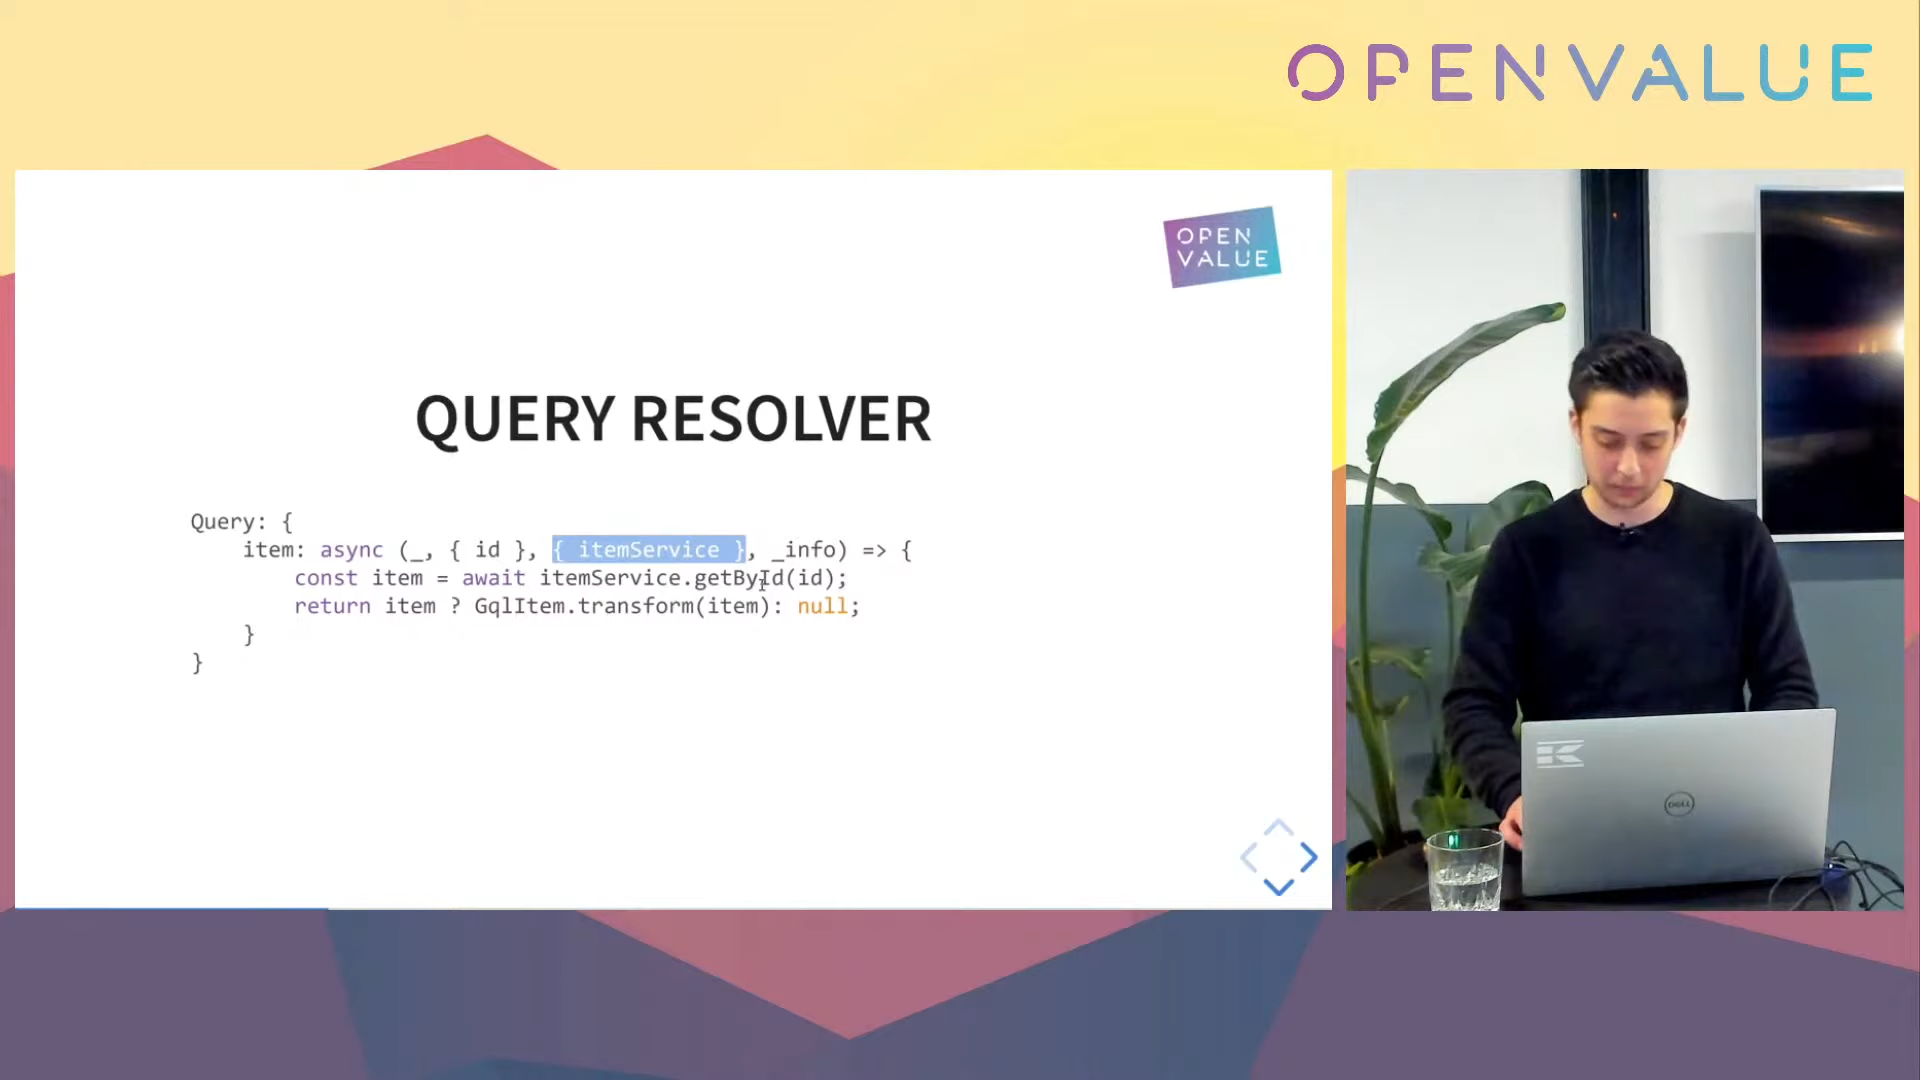 OPENVALUE
OPEN
VALUE
QUERY RESOLVER
Query: {
item: async (_, { id }, { itemService }, _info) => {
const item = await itemService.getById(id);
return item ? GqlItem.transform(item): null;
}
}
DELL